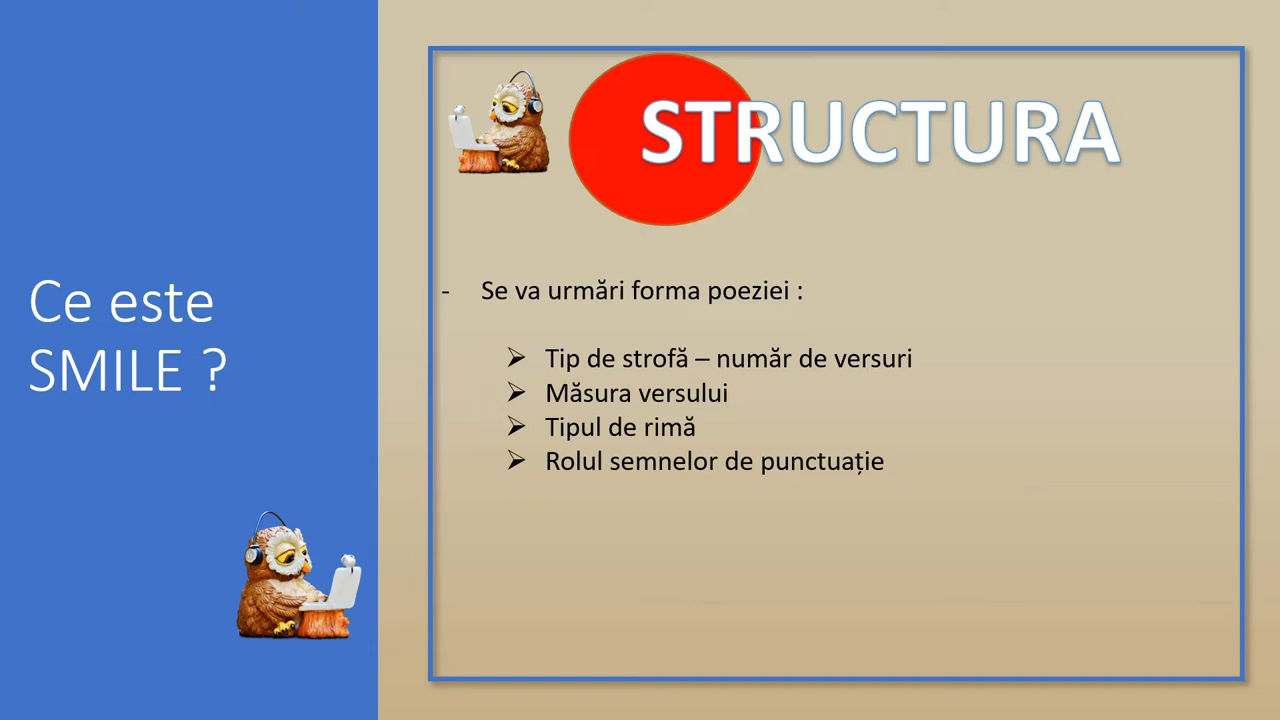 Ce este
SMILE ?
STRUCTURA
- Se va urmări forma poeziei :
⮚ Tip de strofă – număr de versuri
⮚ Măsura versului
⮚ Tipul de rimă
⮚ Rolul semnelor de punctuație